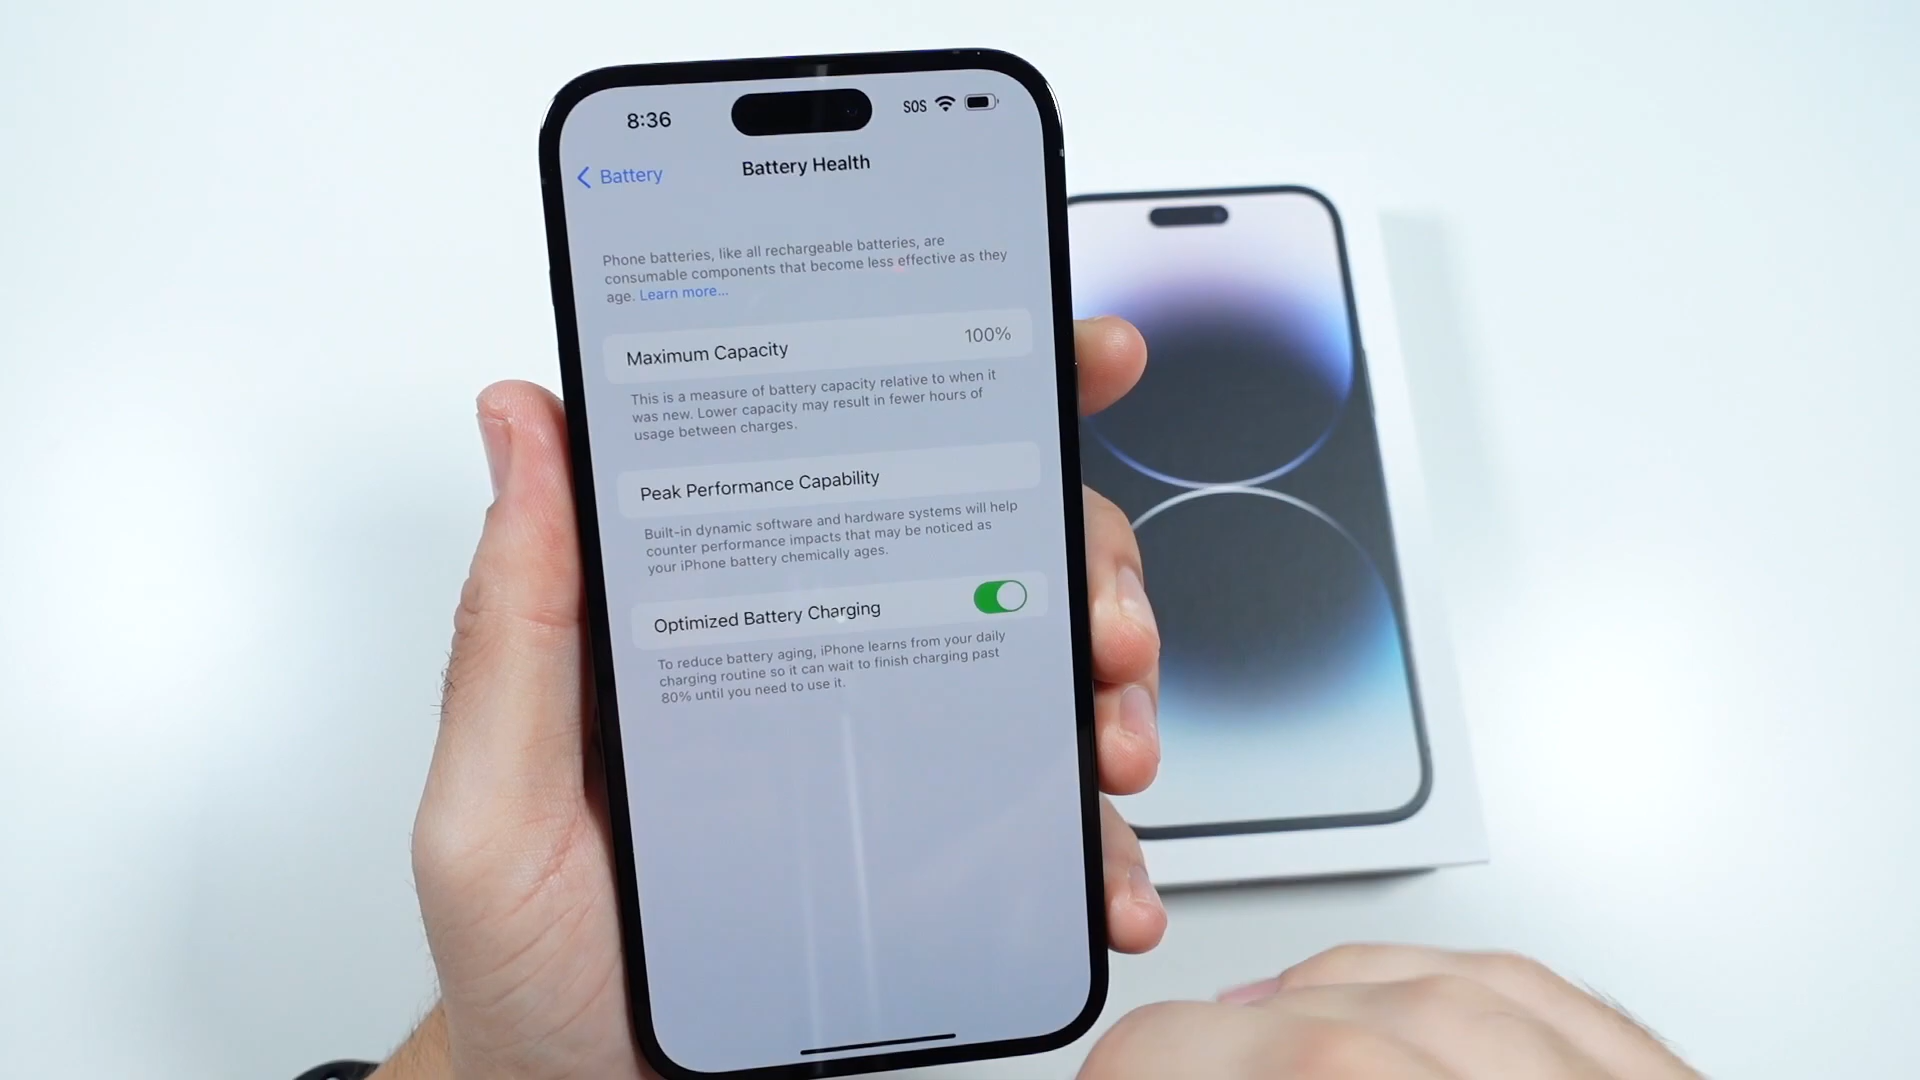 8:36
SOS
Battery
Battery Health
Phone batteries, like all rechargeable batteries, are
consumable components that become less effective as they
age. Learn more...
Maximum Capacity 100%
This is a measure of battery capacity relative to when it
was new. Lower capacity may result in fewer hours of
usage between charges.
Peak Performance Capability
Built-in dynamic software and hardware systems will help
counter performance impacts that may be noticed as
your iPhone battery chemically ages.
Optimized Battery Charging
To reduce battery aging, iPhone learns from your daily
charging routine so it can wait to finish charging past
80% until you need to use it.